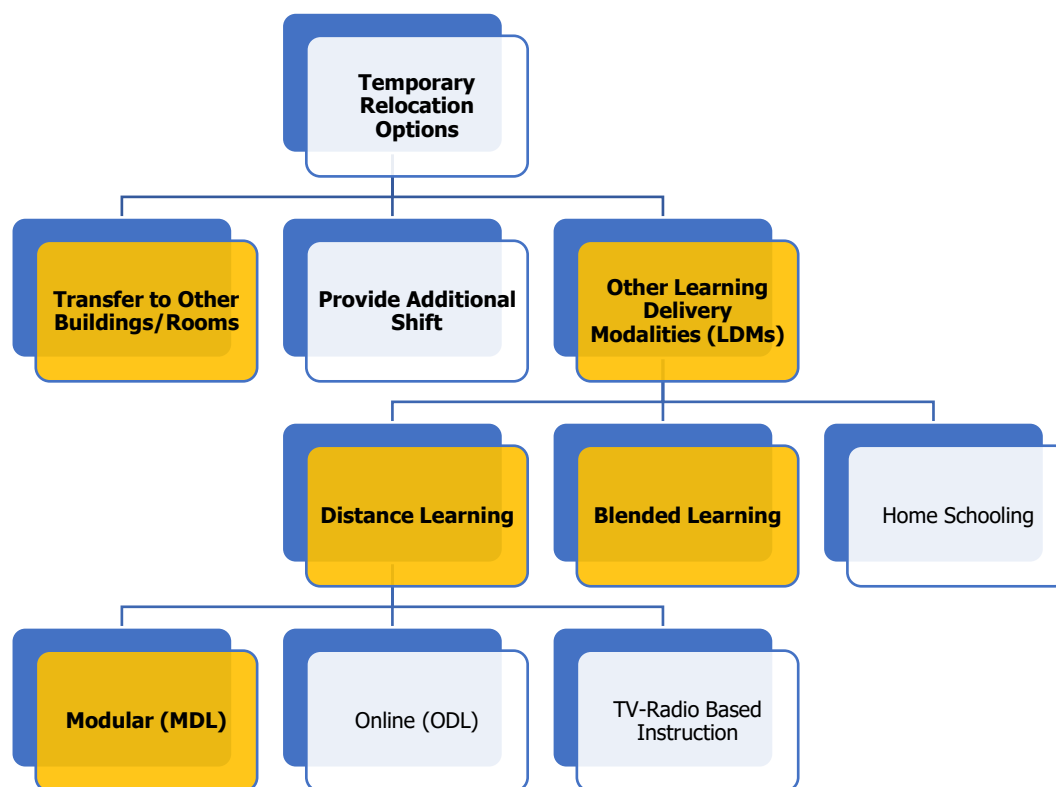 Temporary
Relocation
Options
Transfer to Other
Buildings/Rooms
Provide Additional
Shift
Other Learning
Delivery
Modalities (LDMs)
Distance Learning
Blended Learning
Home Schooling
Modular (MDL)
Online (ODL)
TV-Radio Based
Instruction